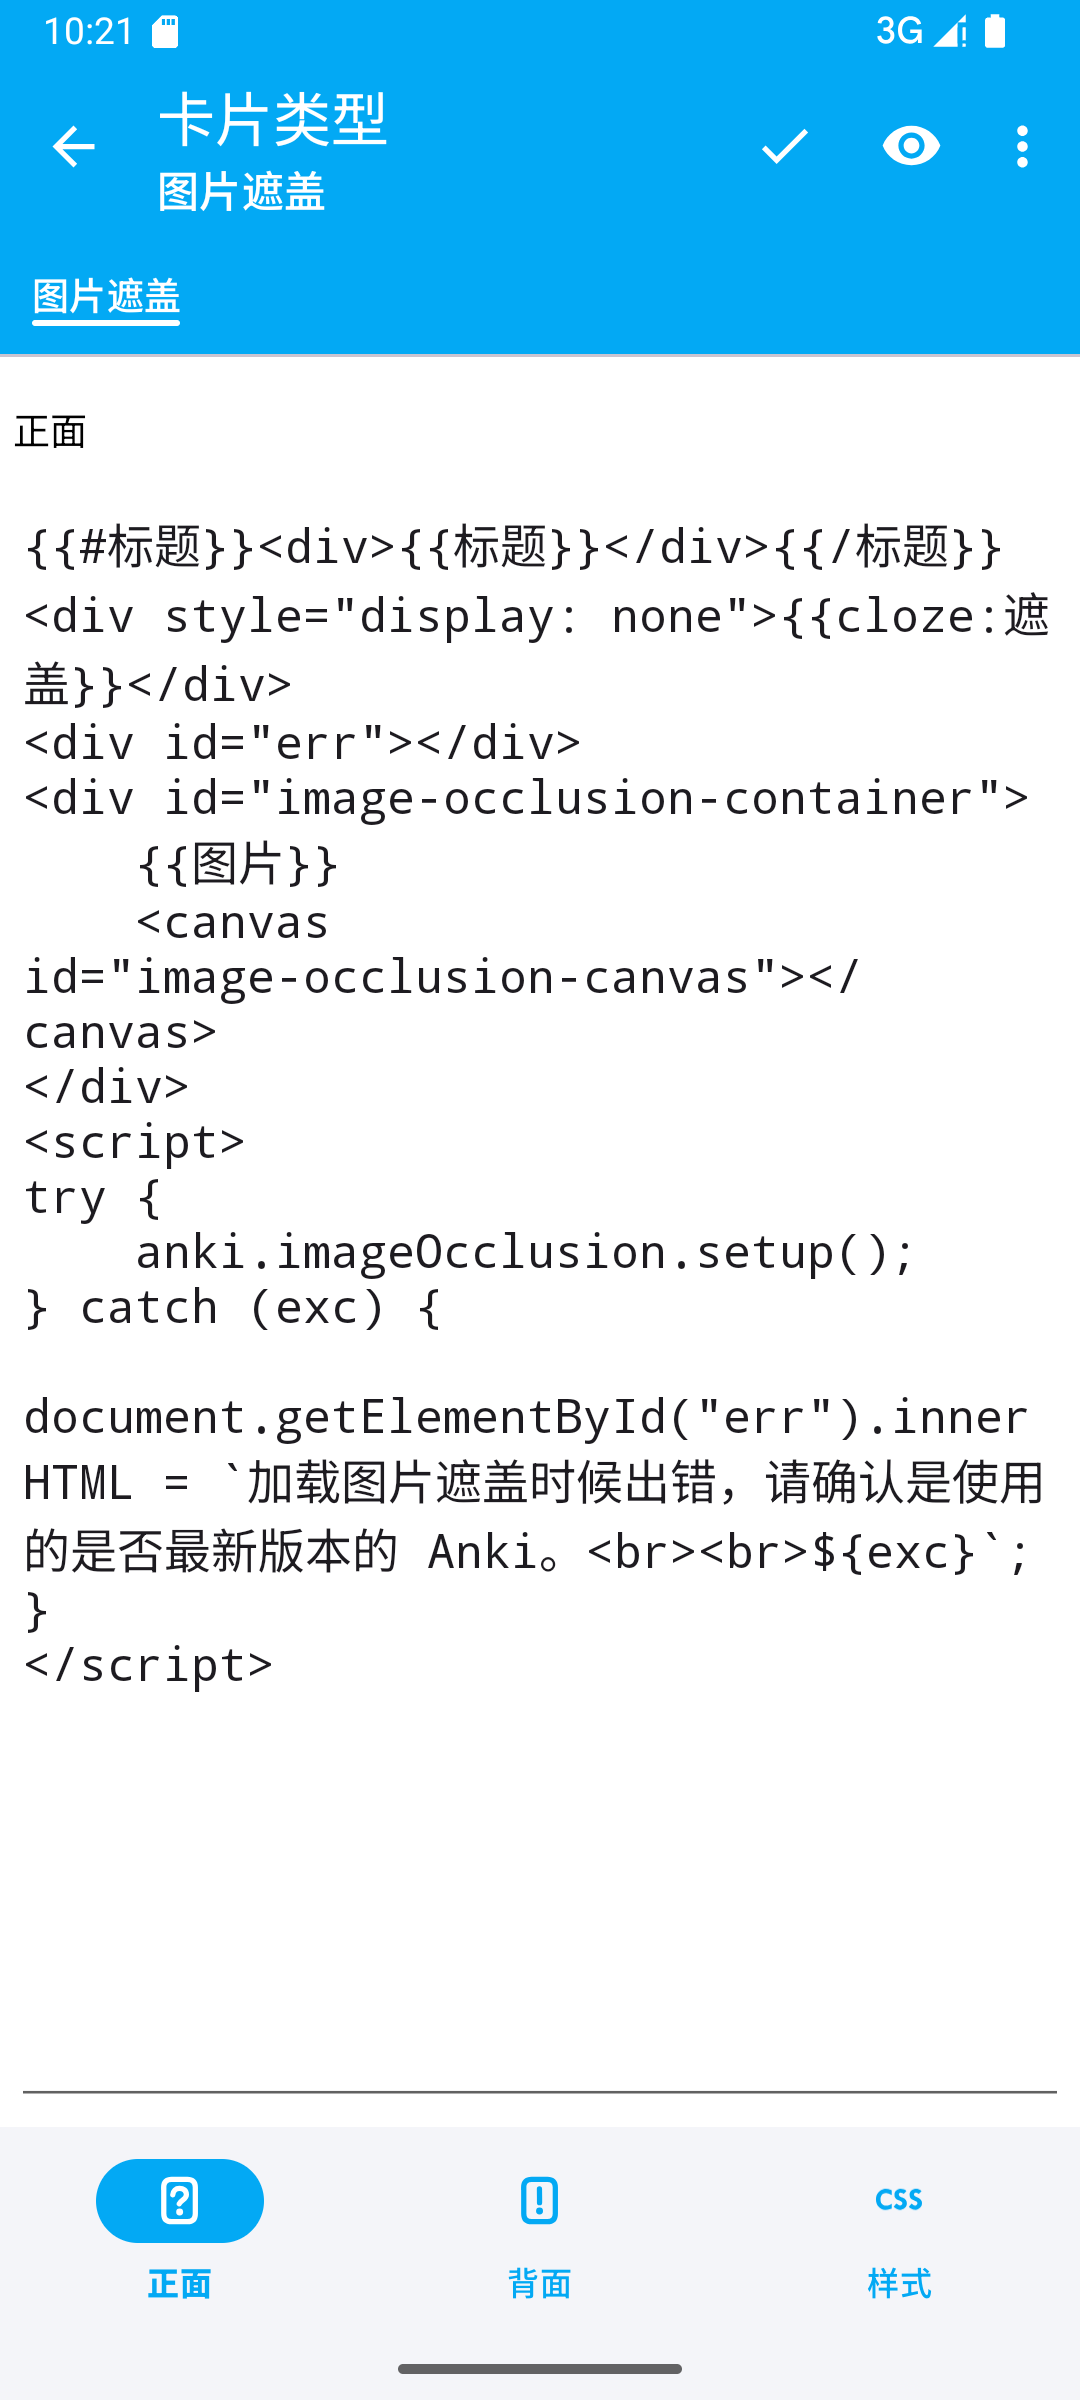 10:21
3G
卡片类型
图片遮盖
图片遮盖
正面
{{#标题}}<div>{{标题}}</div>{{/标题}}
<div style="display: none">{{cloze:遮
盖}}</div>
<div id="err"></div>
<div id="image-occlusion-container">
    {{图片}}
    <canvas
id="image-occlusion-canvas"></
canvas>
</div>
<script>
try {
    anki.imageOcclusion.setup();
} catch (exc) {
document.getElementById("err").inner
HTML = `加载图片遮盖时候出错，请确认是使用
的是否最新版本的 Anki。<br><br>${exc}`;
}
</script>
正面
背面
CSS
样式